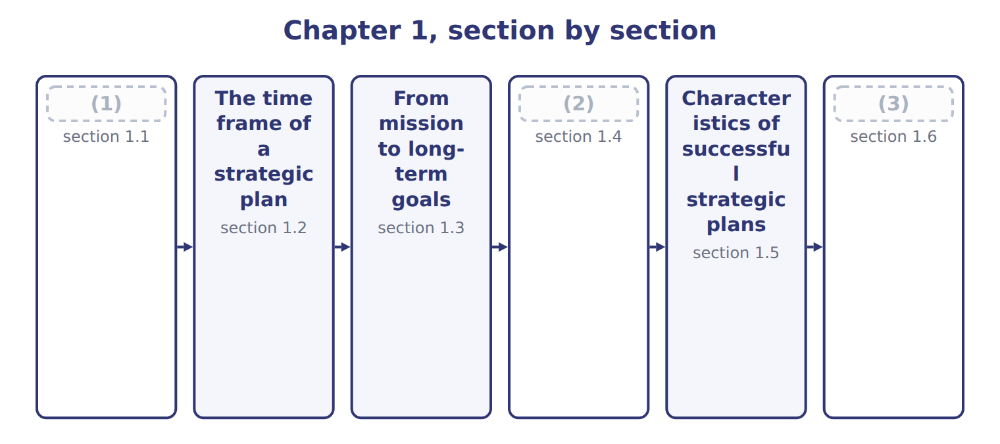 Chapter 1, section by section
(1)
section 1.1
The time
frame of
a
strategic
plan
section 1.2
From
mission
to long-
term
goals
section 1.3
(2)
section 1.4
Character
istics of
successfu
l
strategic
plans
section 1.5
(3)
section 1.6